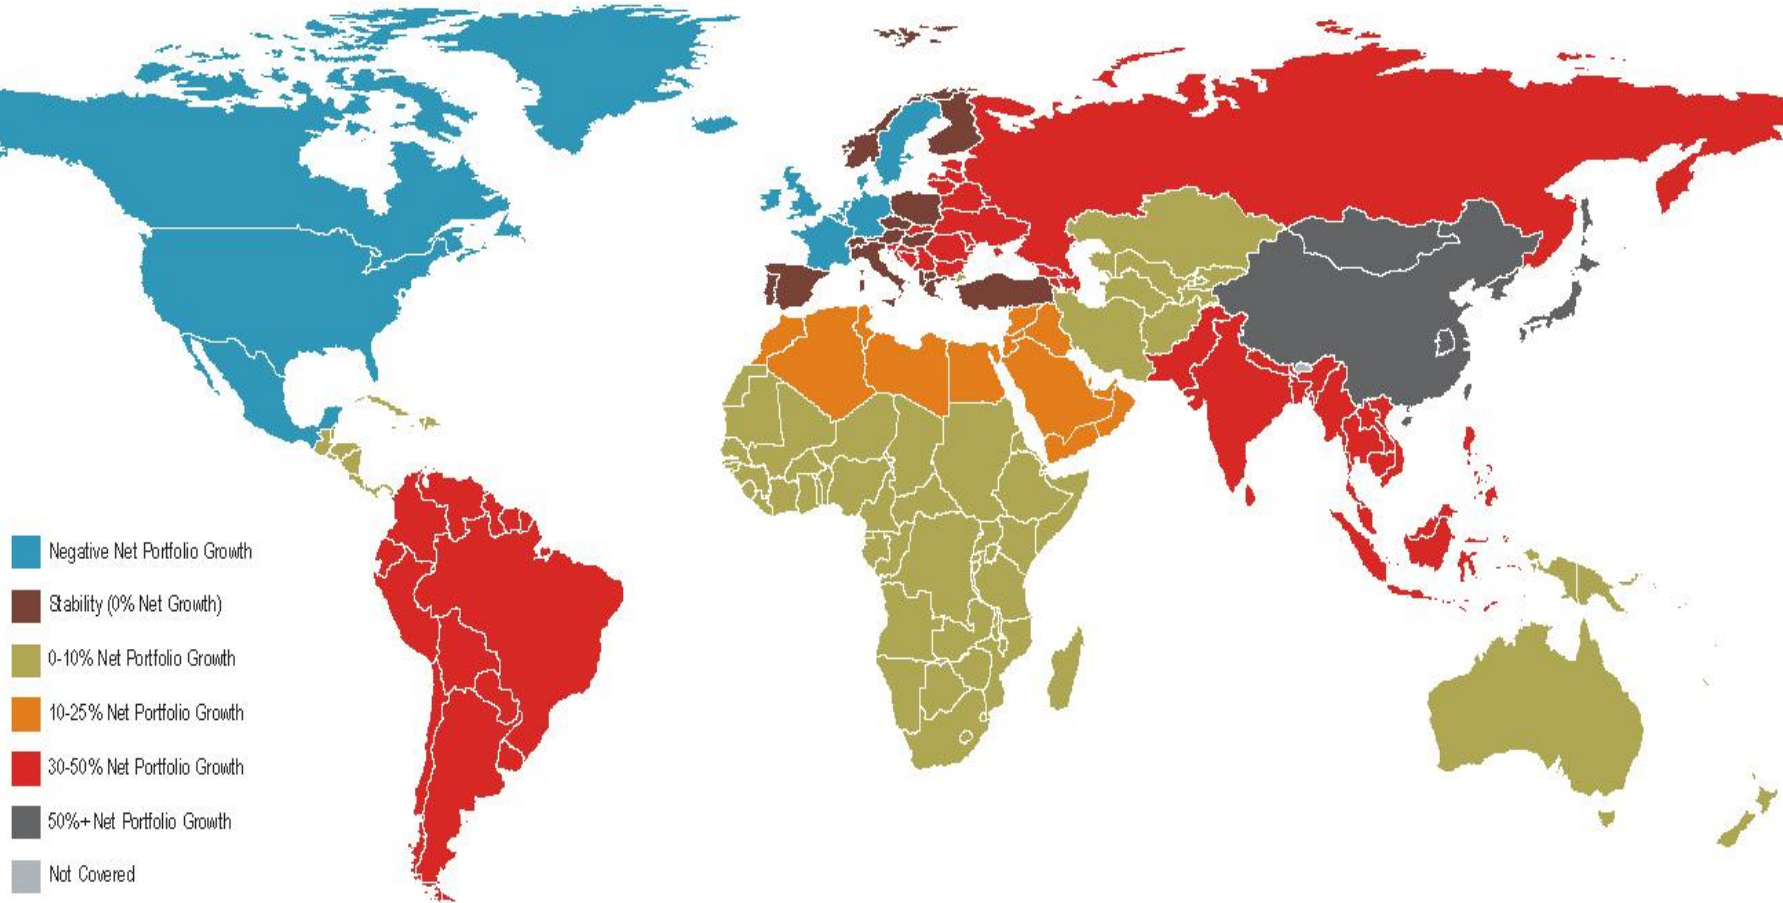 Negative Net Portfolio Growth
Stability (0% Net Growth)
0-10% Net Portfolio Growth
10-25% Net Portfolio Growth
30-50% Net Portfolio Growth
50%+ Net Portfolio Growth
Not Covered